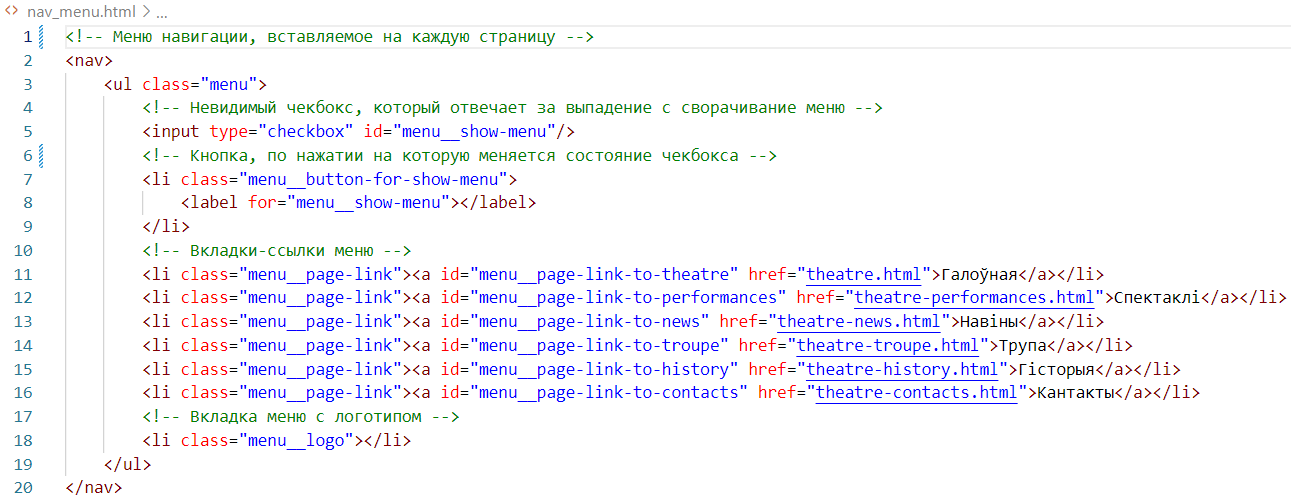 nav_menu.html > ...
1 <!-- Меню навигации, вставляемое на каждую страницу -->
2 <nav>
3 <ul class="menu">
4 <!-- Невидимый чекбокс, который отвечает за выпадение с сворачивание меню -->
5 <input type="checkbox" id="menu__show-menu"/>
6 <!-- Кнопка, по нажатии на которую меняется состояние чекбокса -->
7 <li class="menu__button-for-show-menu">
8 <label for="menu__show-menu"></label>
9 </li>
10 <!-- Вкладки-ссылки меню -->
11 <li class="menu__page-link"><a id="menu__page-link-to-theatre" href="theatre.html">Галоўная</a></li>
12 <li class="menu__page-link"><a id="menu__page-link-to-performances" href="theatre-performances.html">Спектаклі</a></li>
13 <li class="menu__page-link"><a id="menu__page-link-to-news" href="theatre-news.html">Навіны</a></li>
14 <li class="menu__page-link"><a id="menu__page-link-to-troupe" href="theatre-troupe.html">Трупа</a></li>
15 <li class="menu__page-link"><a id="menu__page-link-to-history" href="theatre-history.html">Гісторыя</a></li>
16 <li class="menu__page-link"><a id="menu__page-link-to-contacts" href="theatre-contacts.html">Кантакты</a></li>
17 <!-- Вкладка меню с логотипом -->
18 <li class="menu__logo"></li>
19 </ul>
20 </nav>